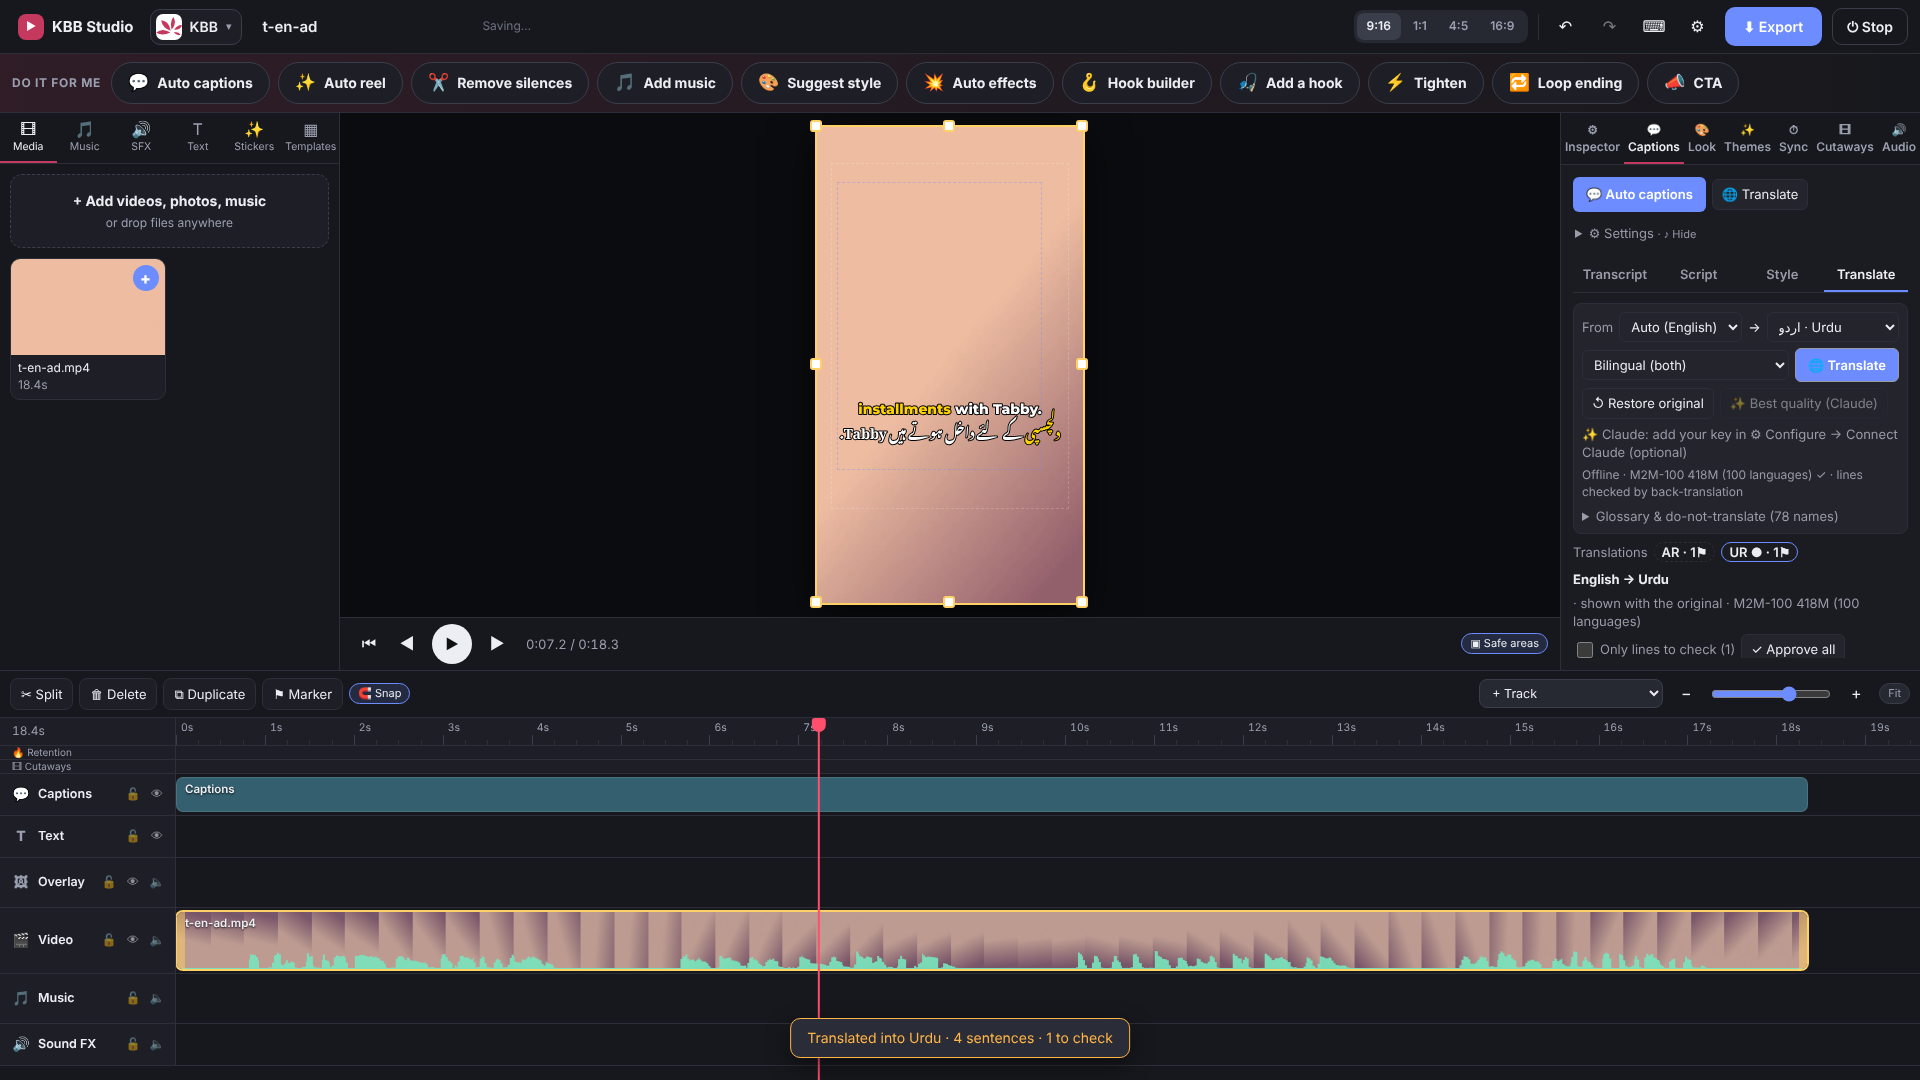 KBB Studio
KBB
t-en-ad
Saving...
9:16 1:1 4:5 16:9
Export
Stop
DO IT FOR ME
Auto captions
Auto reel
Remove silences
Add music
Suggest style
Auto effects
Hook builder
Add a hook
Tighten
Loop ending
CTA
Media
Music
SFX
Text
Stickers
Templates
+ Add videos, photos, music
or drop files anywhere
t-en-ad.mp4
18.4s
installments with Tabby.
دلچسپی کے لئے داخل ہوتے ہیں Tabby.
0:07.2 / 0:18.3
Safe areas
Inspector
Captions
Look
Themes
Sync
Cutaways
Audio
Auto captions
Translate
Settings · ♪ Hide
Transcript
Script
Style
Translate
From Auto (English) → اردو · Urdu
Bilingual (both)
Translate
Restore original
Best quality (Claude)
Claude: add your key in ⚙ Configure → Connect
Claude (optional)
Offline · M2M-100 418M (100 languages) ✓ · lines
checked by back-translation
Glossary & do-not-translate (78 names)
Translations AR · 1 UR ● · 1
English → Urdu
· shown with the original · M2M-100 418M (100
languages)
Only lines to check (1)
✓ Approve all
Split
Delete
Duplicate
Marker
Snap
+ Track
− +
Fit
18.4s
0s 1s 2s 3s 4s 5s 6s 7s 8s 9s 10s 11s 12s 13s 14s 15s 16s 17s 18s 19s
Retention
Cutaways
Captions
Captions
T Text
Overlay
Video
t-en-ad.mp4
Music
Sound FX
Translated into Urdu · 4 sentences · 1 to check